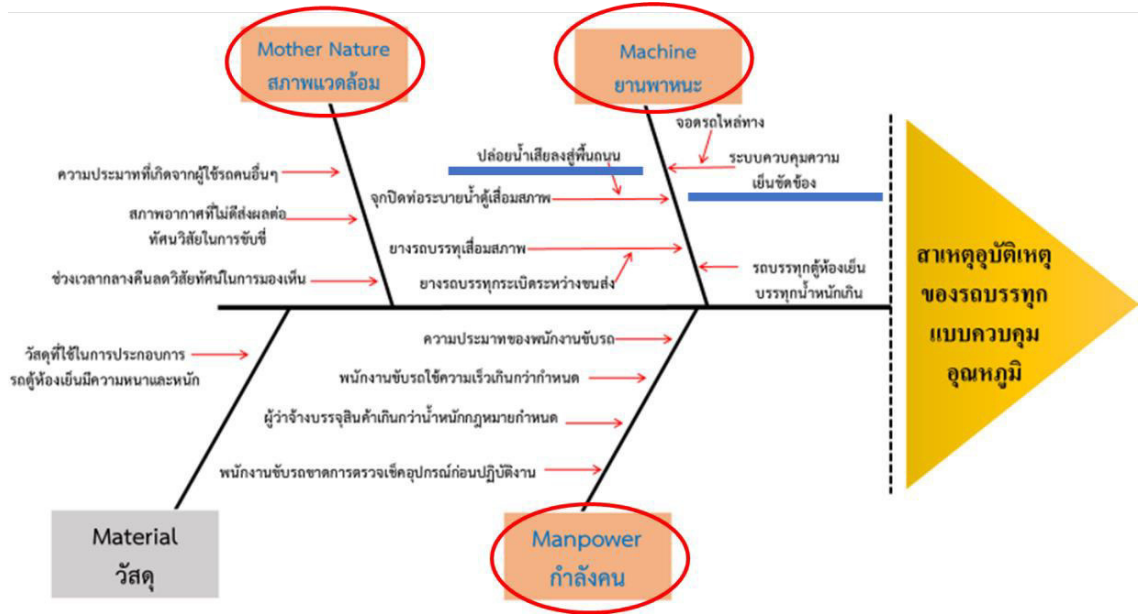 Mother Nature
สภาพแวดล้อม
Machine
ยานพาหนะ
จอดรถไหล่ทาง
ปล่อยน้ำเสียลงสู่พื้นถนน
ระบบควบคุมความ
เย็นขัดข้อง
ความประมาทที่เกิดจากผู้ใช้รถคนอื่นๆ
จุกปิดท่อระบายน้ำตู้เสื่อมสภาพ
สภาพอากาศที่ไม่ดีส่งผลต่อ
ทัศนวิสัยในการขับขี่
ยางรถบรรทุเสื่อมสภาพ
ช่วงเวลากลางคืนลดวิสัยทัศน์ในการมองเห็น
ยางรถบรรทุกระเบิดระหว่างขนส่ง
รถบรรทุกตู้ห้องเย็น
บรรทุกน้ำหนักเกิน
สาเหตุอุบัติเหตุ
ของรถบรรทุก
แบบควบคุม
อุณหภูมิ
วัสดุที่ใช้ในการประกอบการ
รถตู้ห้องเย็นมีความหนาและหนัก
ความประมาทของพนักงานขับรถ
พนักงานขับรถใช้ความเร็วเกินกว่ากำหนด
ผู้ว่าจ้างบรรจุสินค้าเกินกว่าน้ำหนักกฎหมายกำหนด
พนักงานขับรถขาดการตรวจเช็คอุปกรณ์ก่อนปฏิบัติงาน
Material
วัสดุ
Manpower
กำลังคน